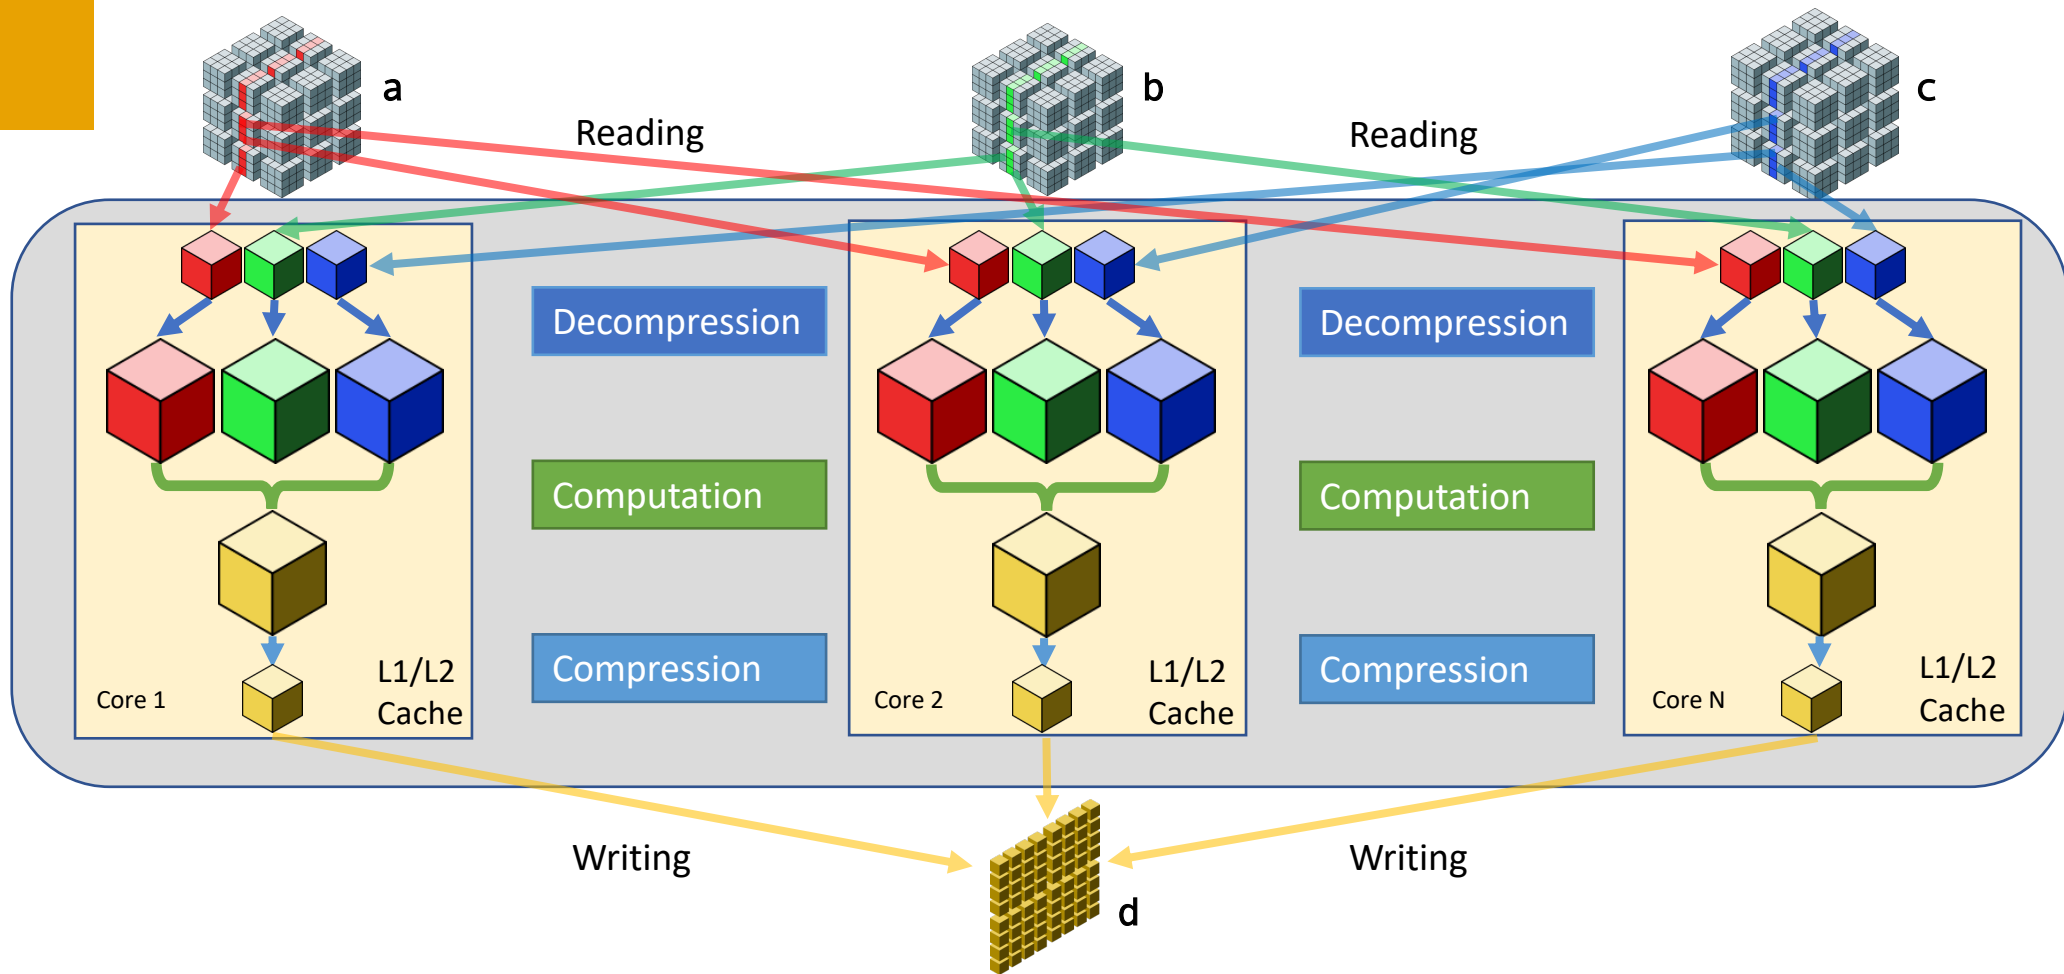 a
b
c
Reading
Reading
Decompression
Decompression
Computation
Computation
Compression
Compression
Core 1
L1/L2
Cache
Core 2
L1/L2
Cache
Core N
L1/L2
Cache
Writing
Writing
d